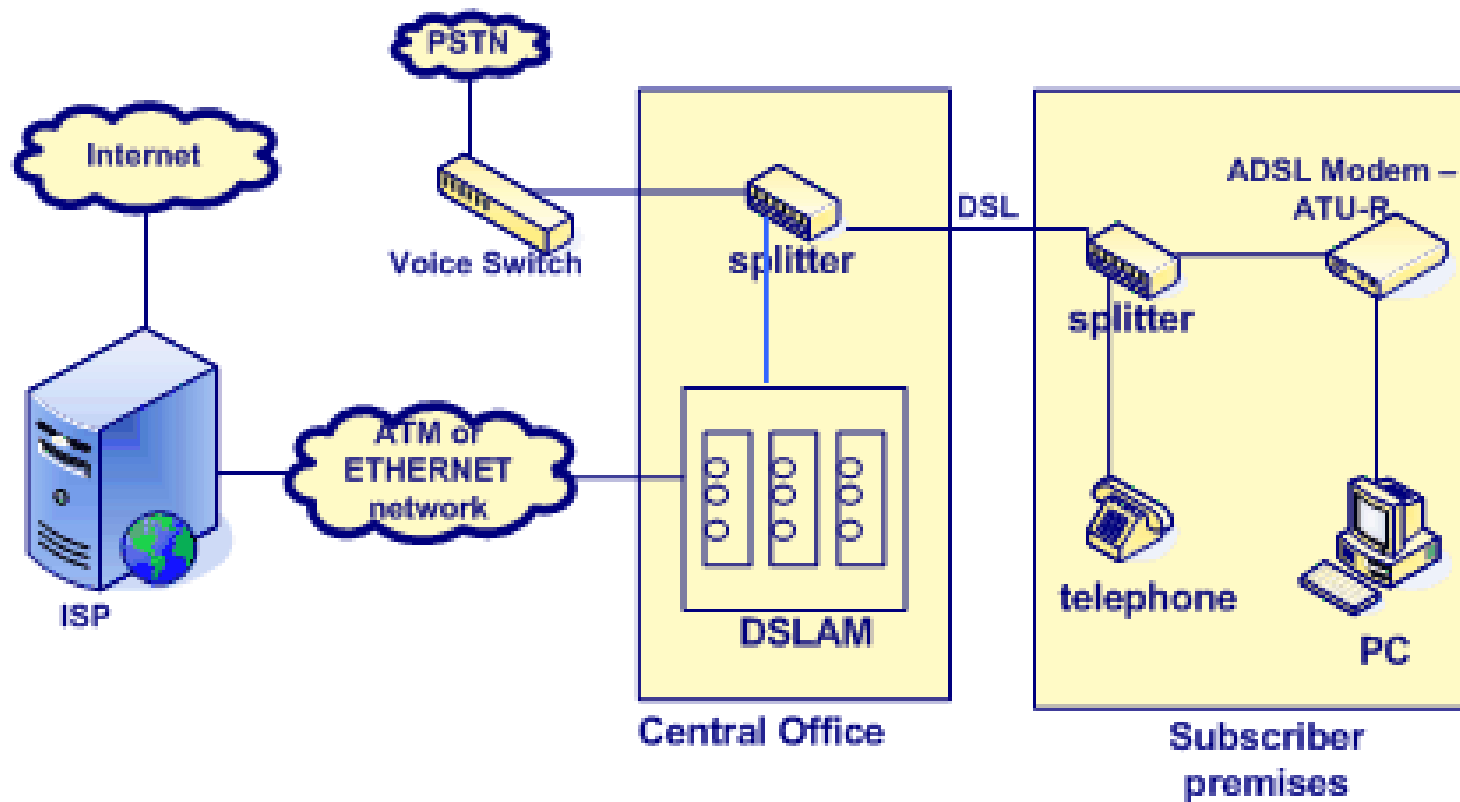 PSTN
Internet
Voice Switch
splitter
DSL
ADSL Modem –
ATU-R
splitter
ATM or
ETHERNET
network
ISP
DSLAM
telephone
PC
Central Office
Subscriber
premises